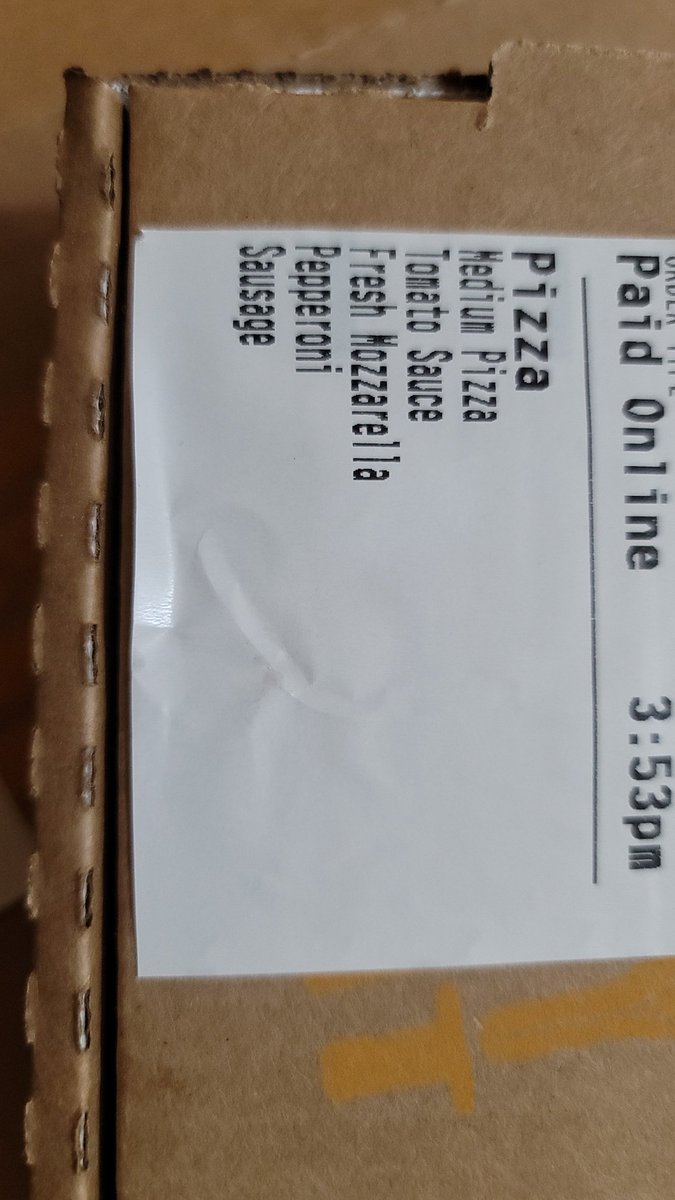 Paid Online 3:53pm
Pizza
Medium Pizza
Tomato Sauce
Fresh Mozzarella
Pepperoni
Sausage